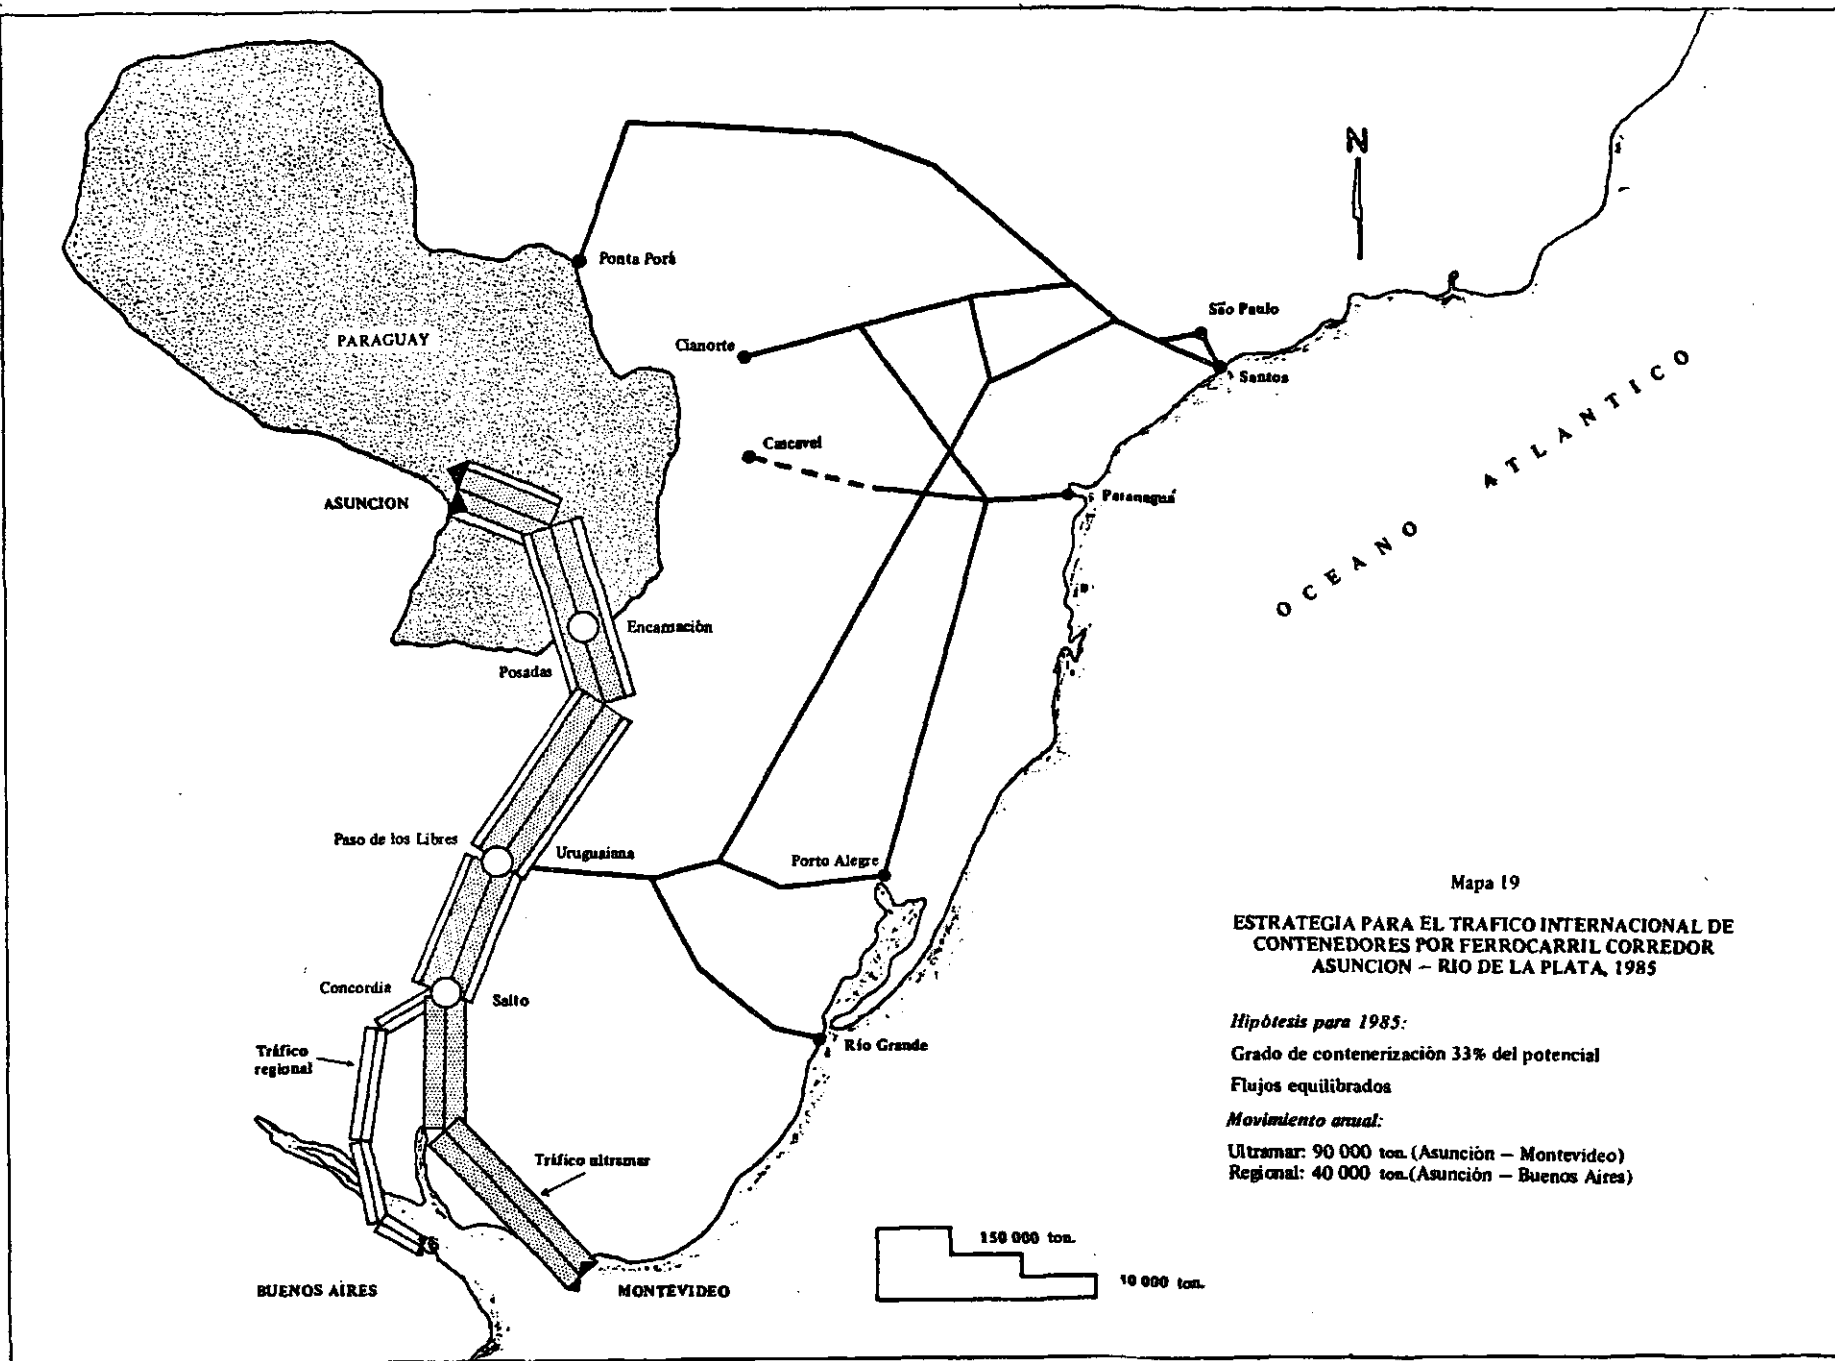 N
Ponta Porã
São Paulo
PARAGUAY
Cianorte
Santos
OCEANO ATLANTICO
Cascavel
Paranaguá
ASUNCION
Encarnación
Posadas
Paso de los Libres
Uruguaiana
Porto Alegre
Mapa 19
ESTRATEGIA PARA EL TRAFICO INTERNACIONAL DE
CONTENEDORES POR FERROCARRIL CORREDOR
ASUNCION – RIO DE LA PLATA, 1985
Concordia
Salto
Hipótesis para 1985:
Río Grande
Tráfico
regional
Grado de contenerización 33% del potencial
Flujos equilibrados
Movimiento anual:
Ultramar: 90 000 ton. (Asunción – Montevideo)
Regional: 40 000 ton. (Asunción – Buenos Aires)
Tráfico ultramar
150 000 ton.
10 000 ton.
BUENOS AIRES
MONTEVIDEO